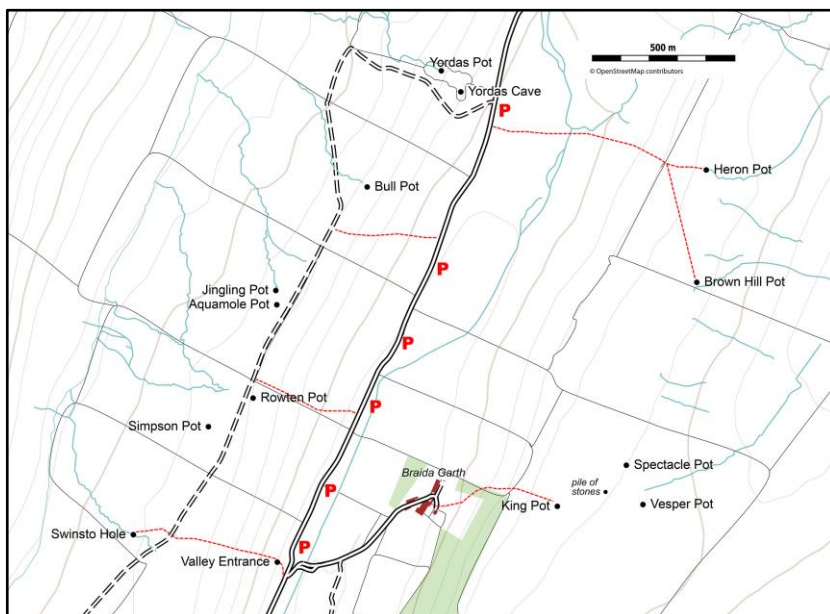 Yordas Pot
500 m
© OpenStreetMap contributors
Yordas Cave
P
Heron Pot
Bull Pot
P
Brown Hill Pot
Jingling Pot
Aquamole Pot
P
Rowten Pot
P
Simpson Pot
Braida Garth
Spectacle Pot
P
pile of
stones
King Pot
Vesper Pot
Swinsto Hole
P
Valley Entrance